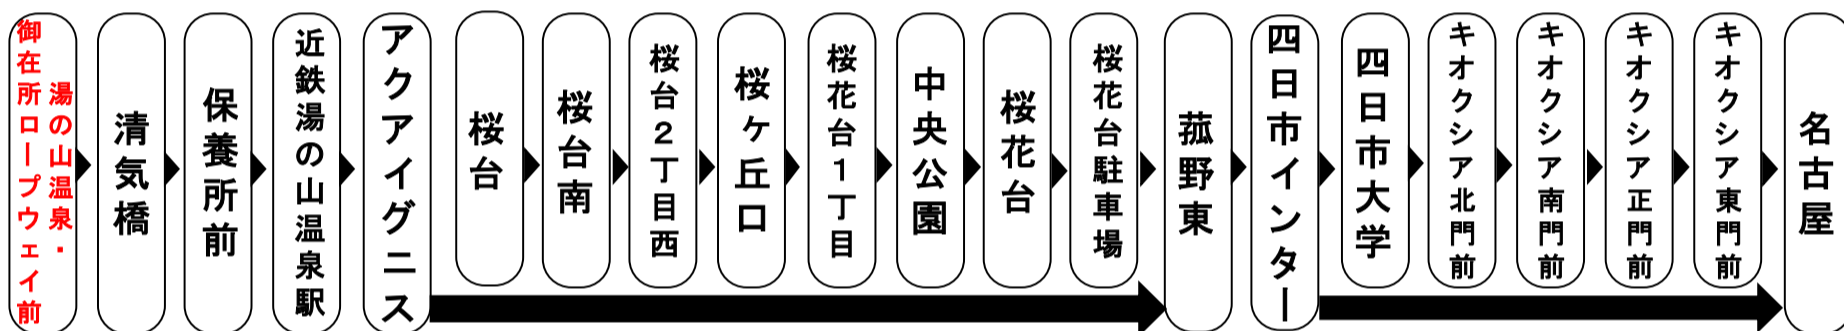 湯の山温泉・
御在所ロープウェイ前
清気橋
保養所前
近鉄湯の山温泉駅
アクアイグニス
桜台
桜台南
桜台２丁目西
桜ヶ丘口
桜花台１丁目
中央公園
桜花台
桜花台駐車場
菰野東
四日市インター
四日市大学
キオクシア北門前
キオクシア南門前
キオクシア正門前
キオクシア東門前
名古屋